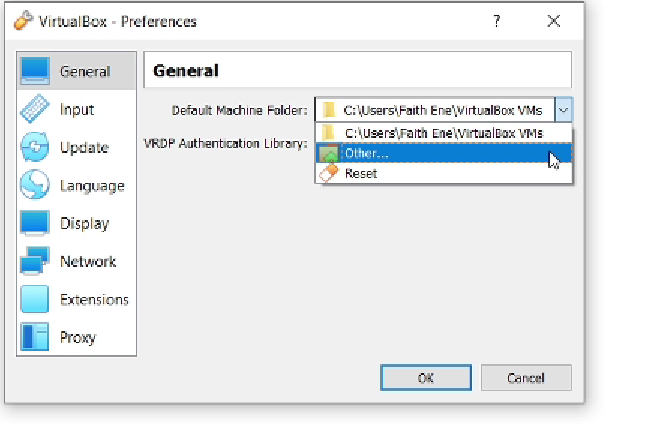 VirtualBox - Preferences ? ×
General
Input
Update
Language
Display
Network
Extensions
Proxy
General
Default Machine Folder: C:\Users\Faith Ene\VirtualBox VMs
C:\Users\Faith Ene\VirtualBox VMs
VRDP Authentication Library: Other...
Reset
OK Cancel